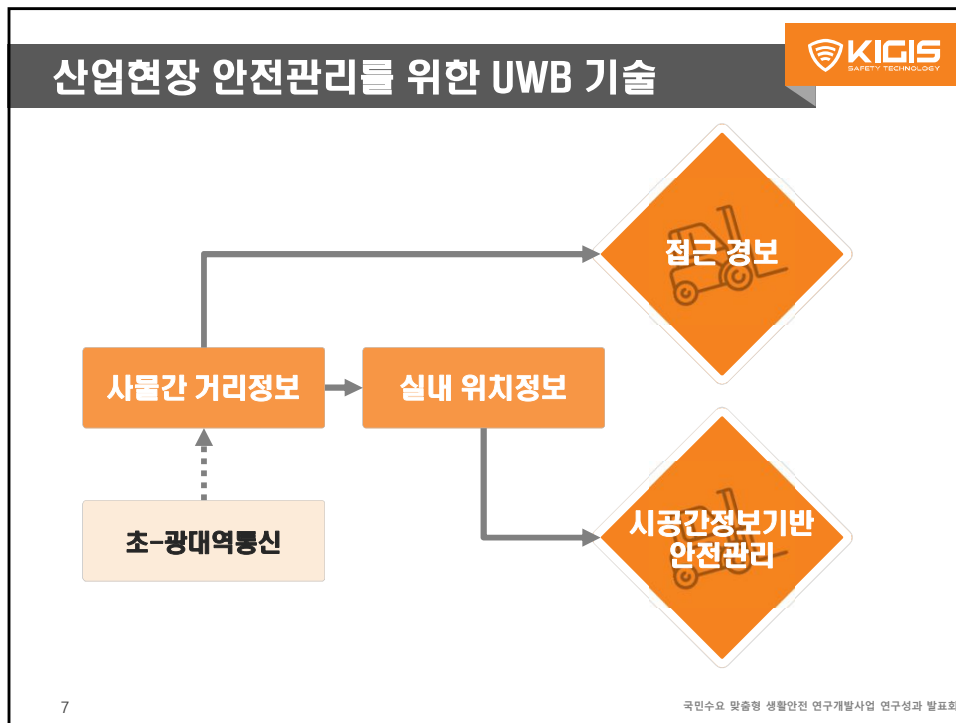 산업현장 안전관리를 위한 UWB 기술
KIGIS
SAFETY TECHNOLOGY
접근 경보
사물간 거리정보
실내 위치정보
초-광대역통신
시공간정보기반
안전관리
7
국민수요 맞춤형 생활안전 연구개발사업 연구성과 발표회